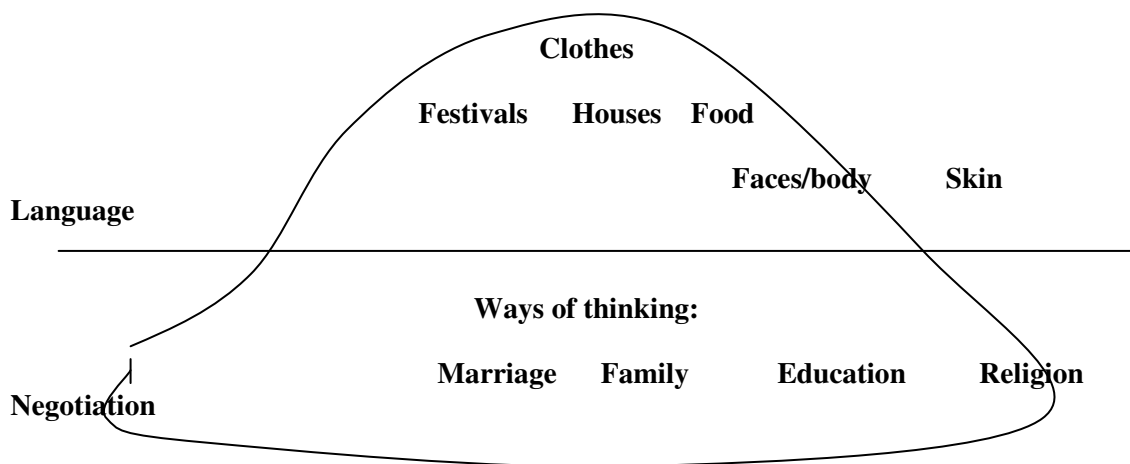 Clothes
Festivals Houses Food
Faces/body Skin
Language
Ways of thinking:
Marriage Family Education Religion
Negotiation